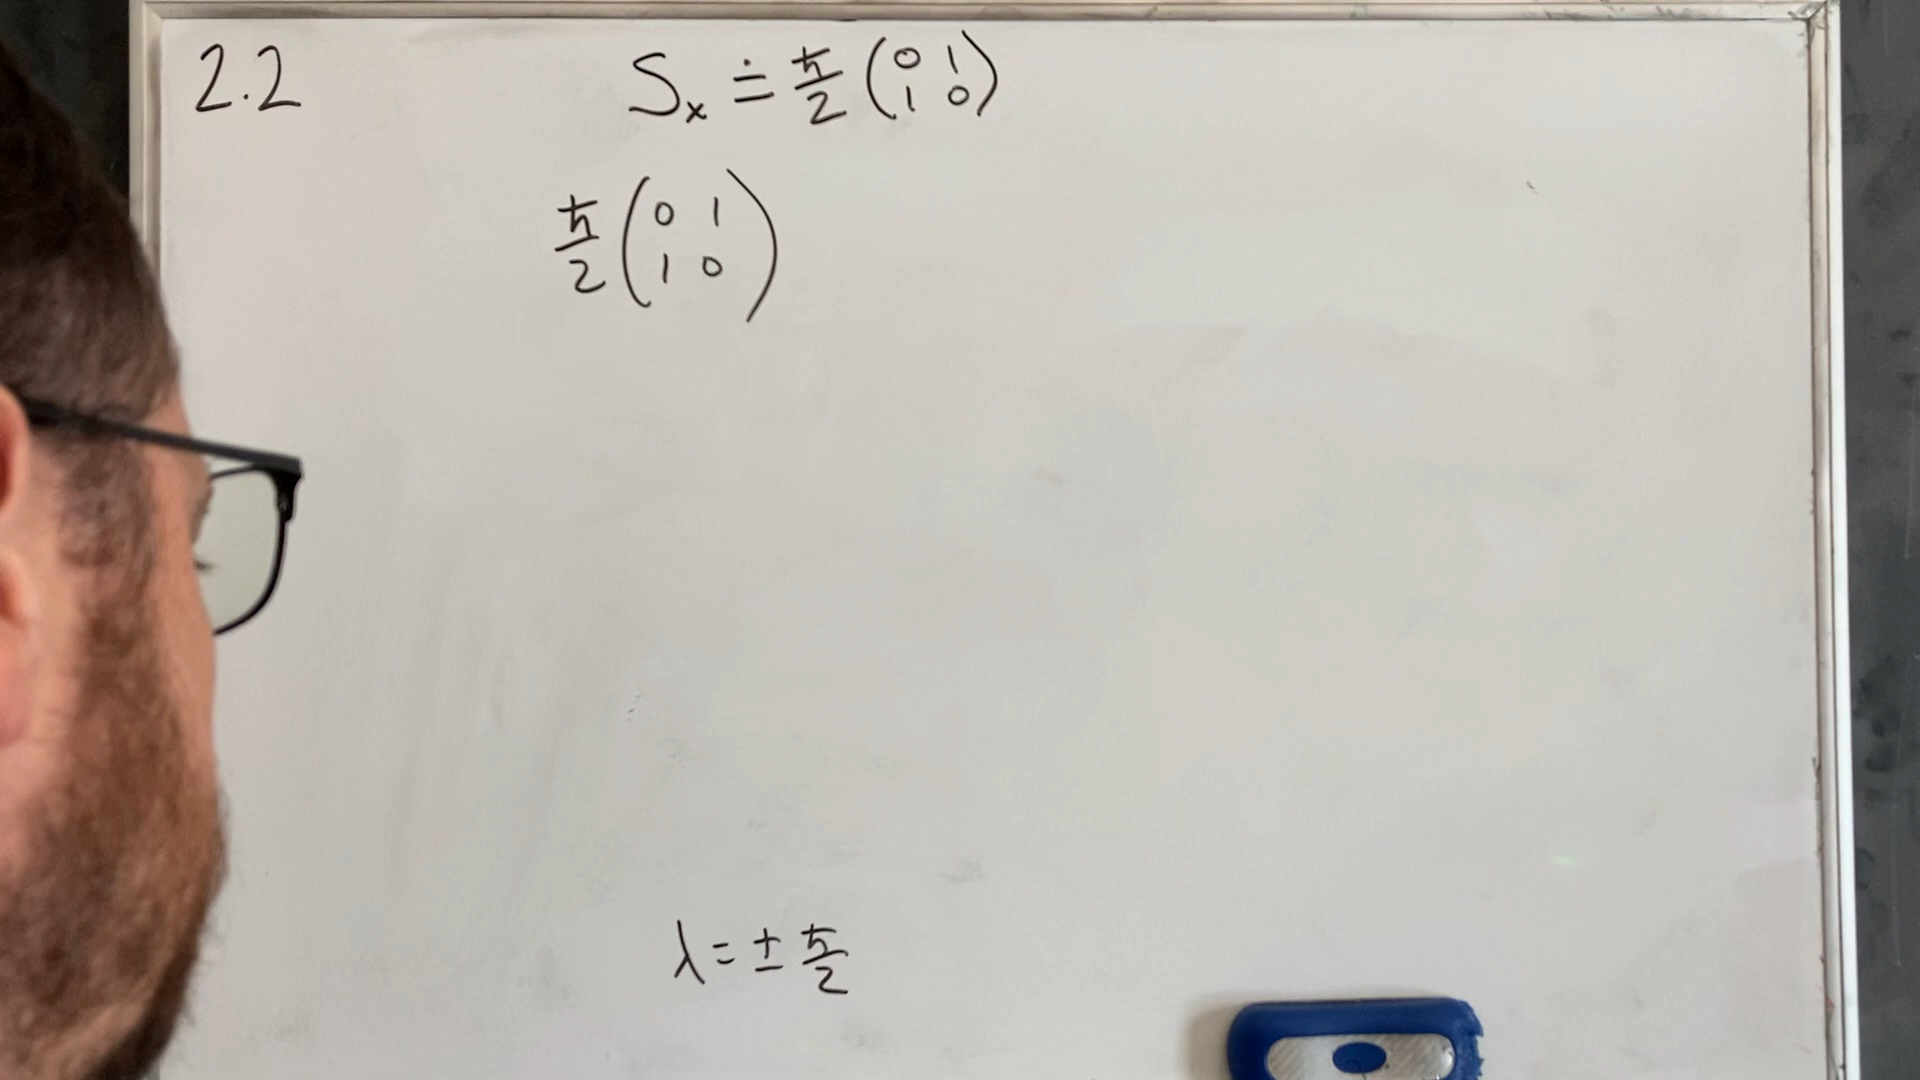 2.2
Sₓ ≐ ℏ/2 (0 1; 1 0)
ℏ/2 (0 1; 1 0)
λ = ± ℏ/2